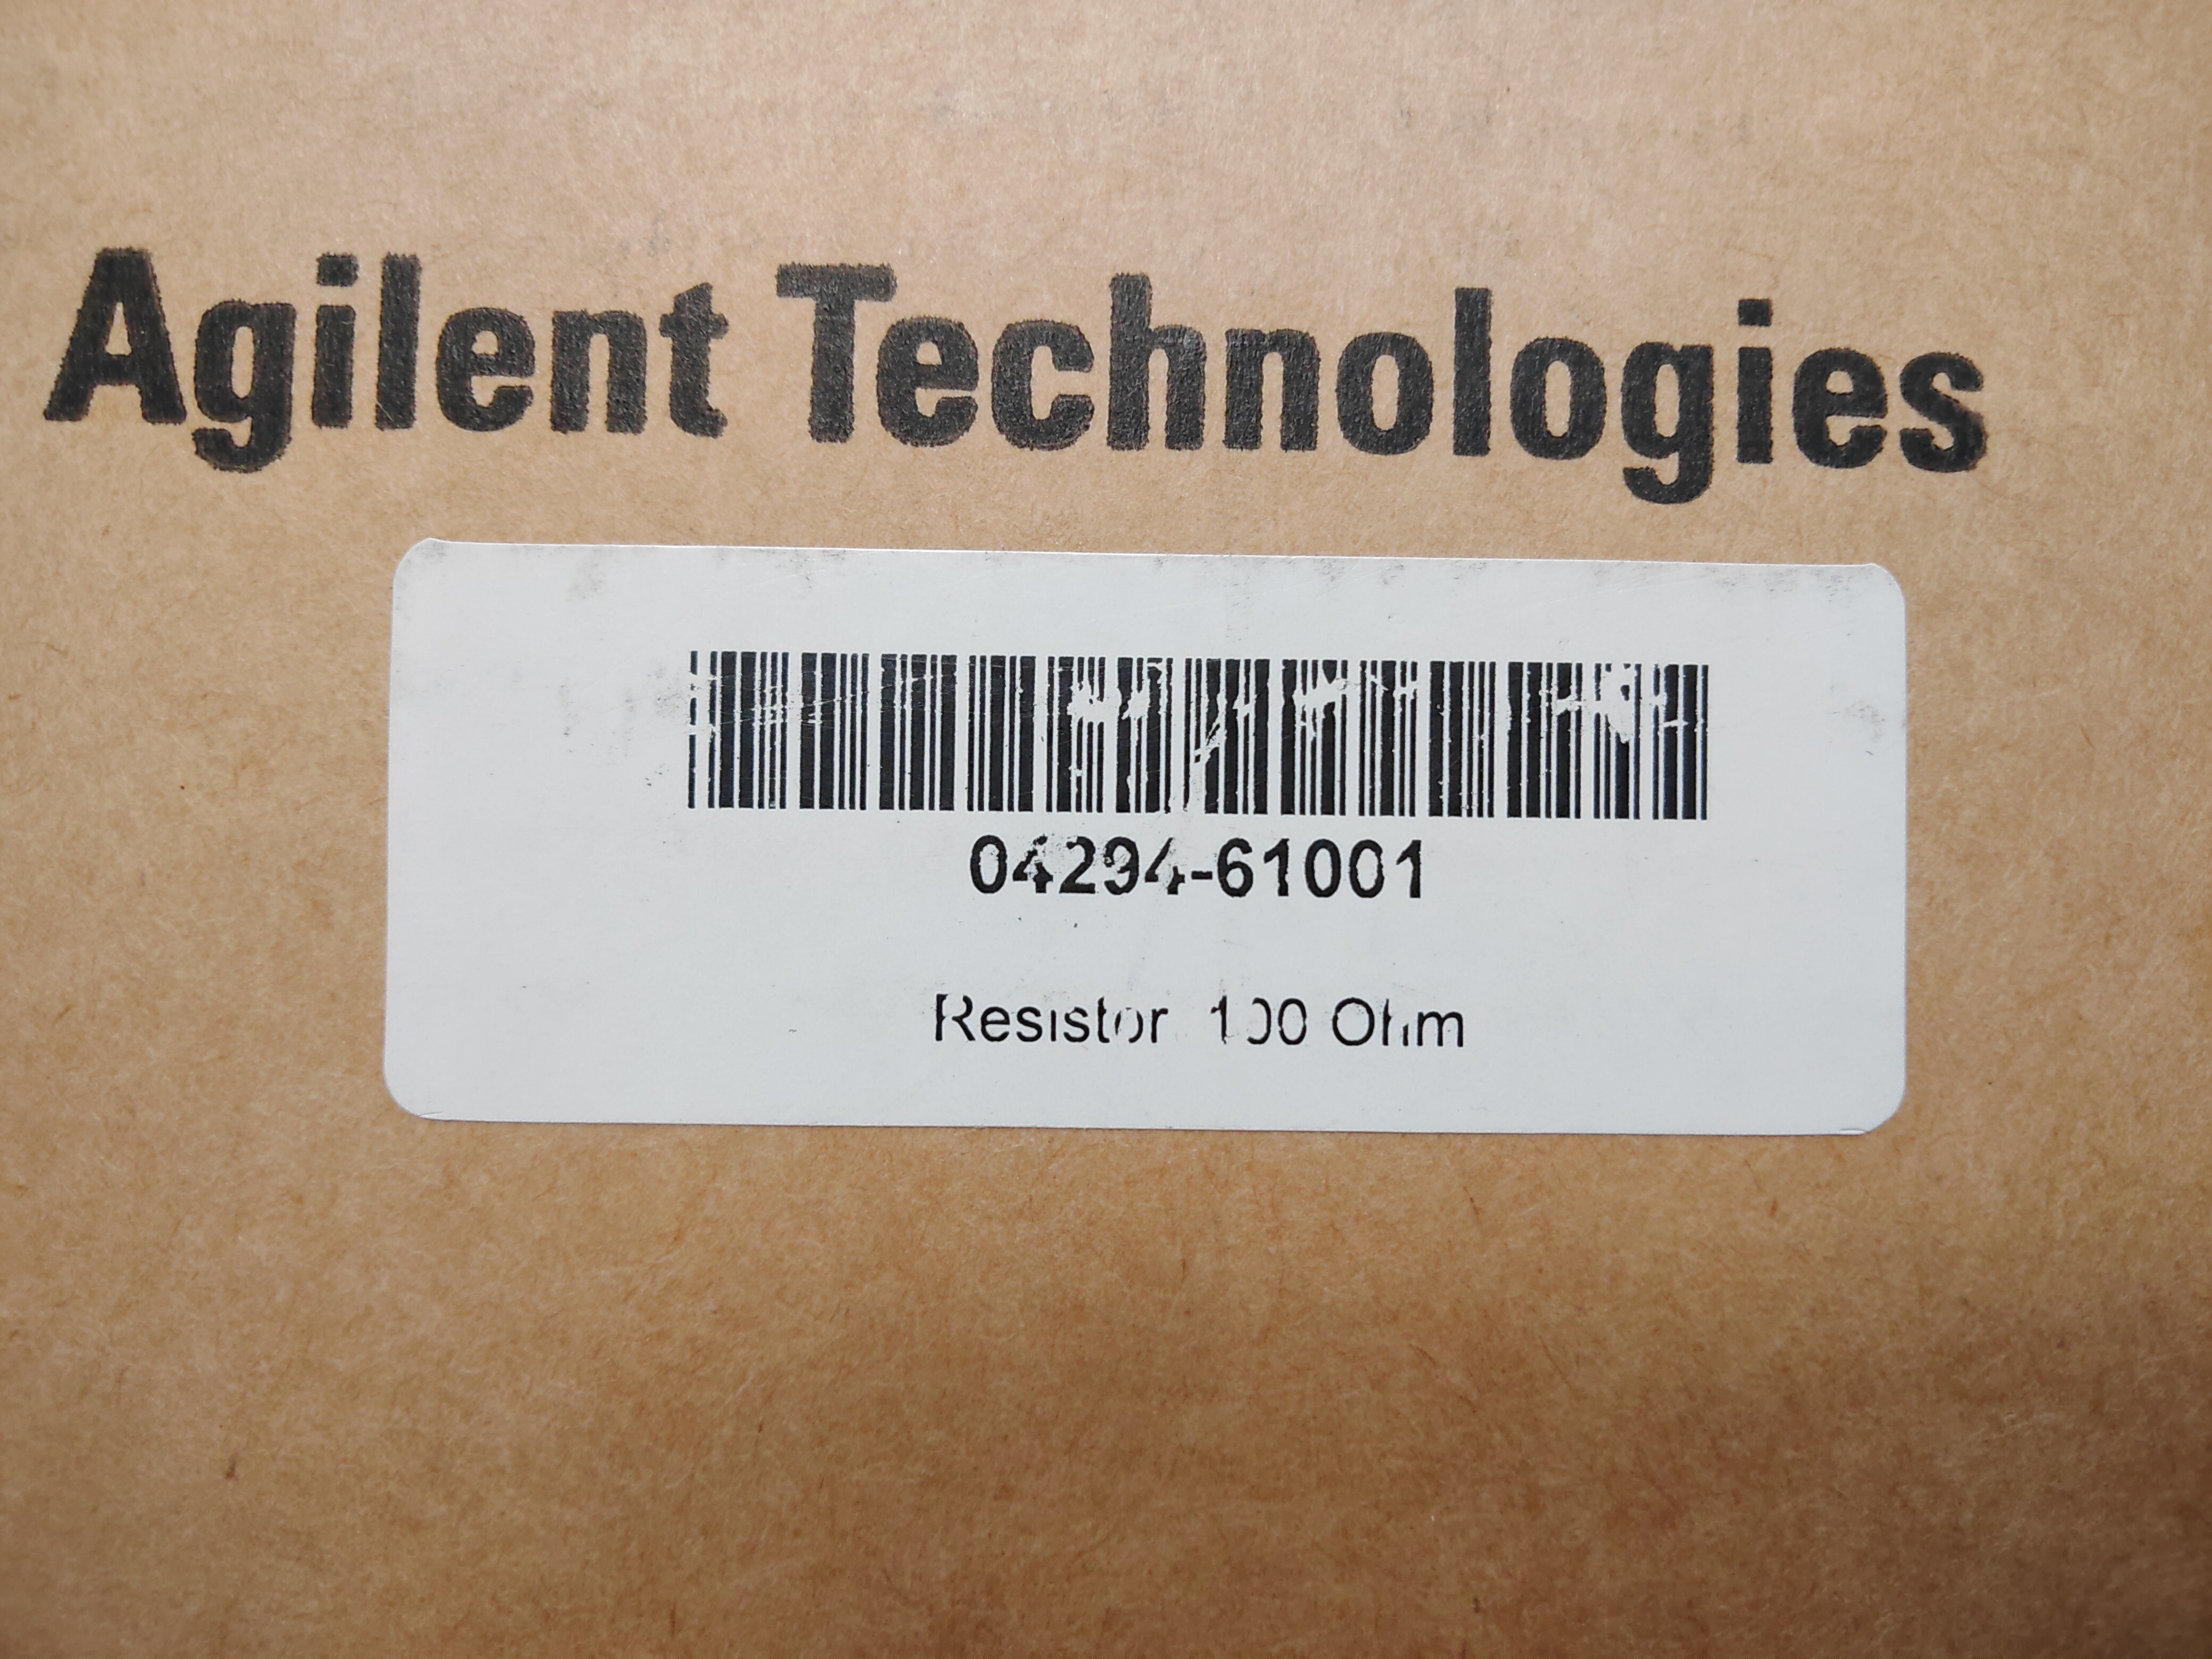 Agilent Technologies
04294-61001
Resistor 100 Ohm